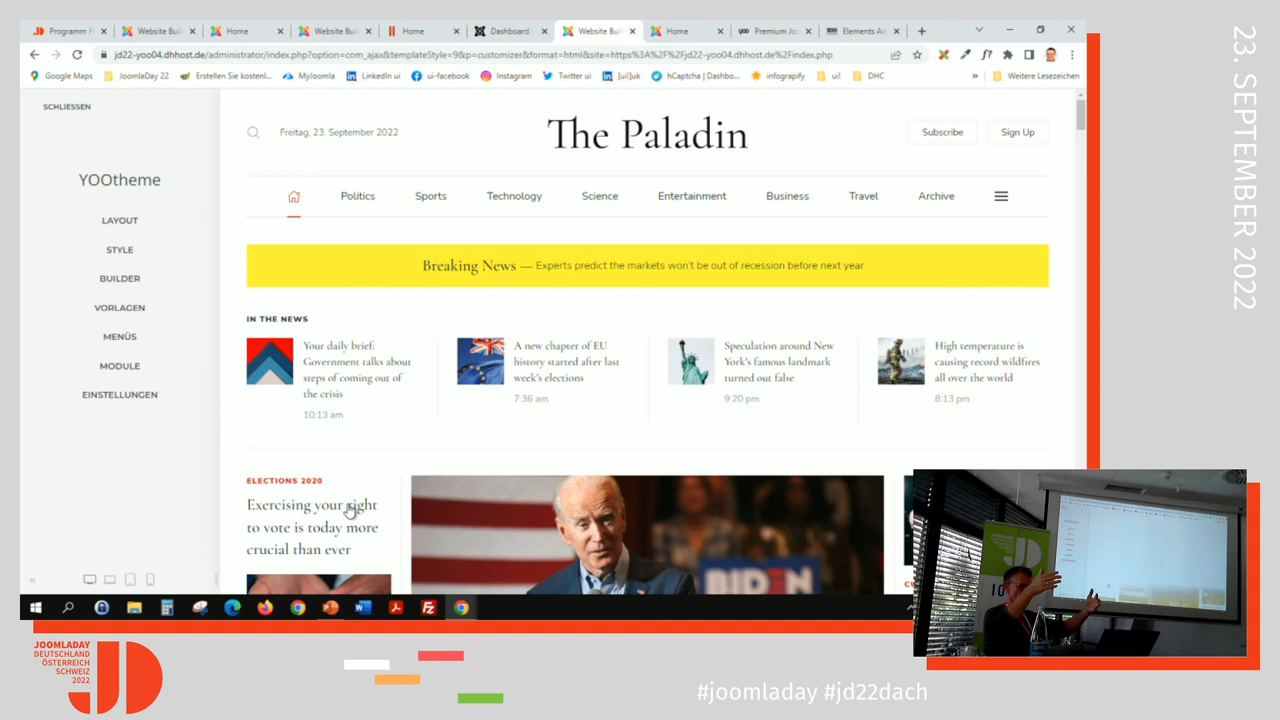 Programm F
Website Buil
Home
Website Buil
Home
Dashboard
Website Buil
Home
Premium Jo
Elements Ad
jd22-yoo04.dhhost.de/administrator/index.php?option=com_ajax&templateStyle=9&p=customizer&format=html&site=https%3A%2F%2Fjd22-yoo04.dhhost.de%2Findex.php
Google Maps
JoomlaDay 22
Erstellen Sie kostenl...
MyJoomla
LinkedIn ui
ui-facebook
Instagram
Twitter ui
hCaptcha | Dashbo...
infograpify
ui!
DHC
»
Weitere Lesezeichen
SCHLIESSEN
YOOtheme
LAYOUT
STYLE
BUILDER
VORLAGEN
MENÜS
MODULE
EINSTELLUNGEN
Freitag, 23. September 2022
The Paladin
Subscribe
Sign Up
Politics
Sports
Technology
Science
Entertainment
Business
Travel
Archive
Breaking News — Experts predict the markets won't be out of recession before next year
IN THE NEWS
Your daily brief:
Government talks about
steps of coming out of
the crisis
10:13 am
A new chapter of EU
history started after last
week's elections
7:36 am
Speculation around New
York's famous landmark
turned out false
9:20 pm
High temperature is
causing record wildfires
all over the world
8:13 pm
ELECTIONS 2020
Exercising your right
to vote is today more
crucial than ever
BIDEN
23. SEPTEMBER 2022
JOOMLADAY
DEUTSCHLAND
ÖSTERREICH
SCHWEIZ
2022
#joomladay #jd22dach